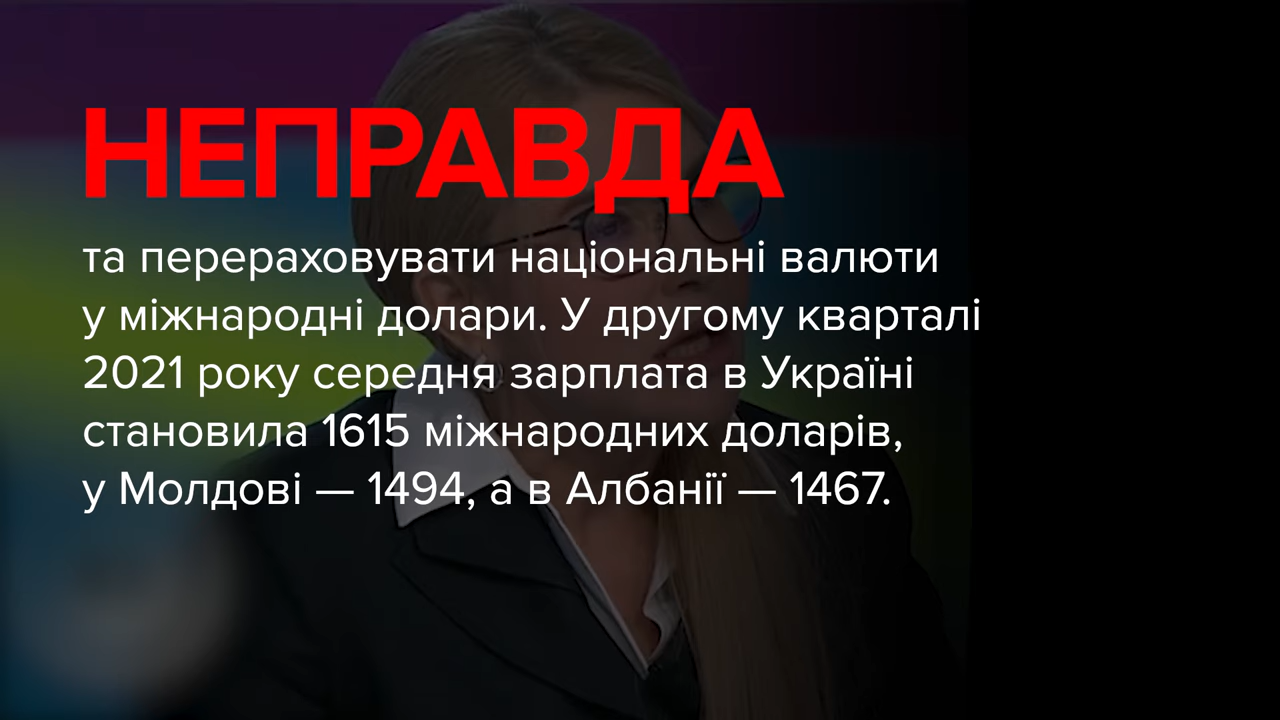 НЕПРАВДА
та перераховувати національні валюти
у міжнародні долари. У другому кварталі
2021 року середня зарплата в Україні
становила 1615 міжнародних доларів,
у Молдові — 1494, а в Албанії — 1467.